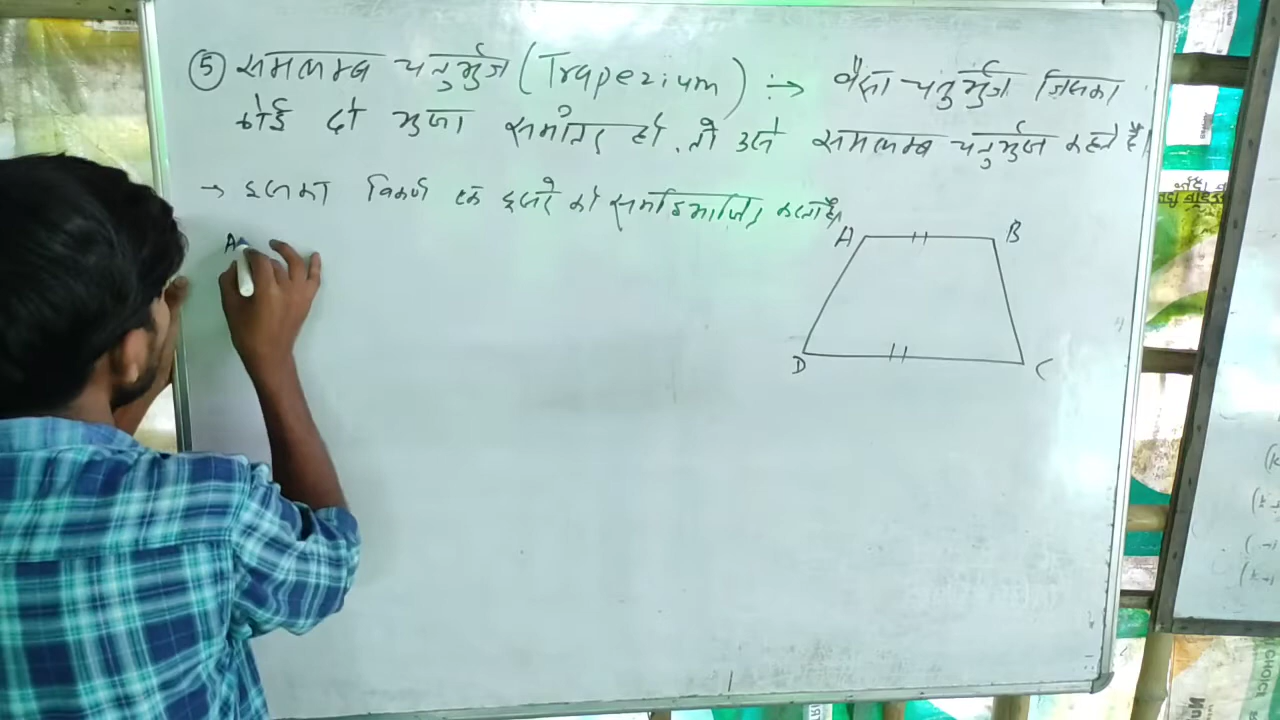 ⑤ समलम्ब चतुर्भुज (Trapezium) :→ वैसा चतुर्भुज जिसका
कोई दो भुजा समांतर हो, तो उसे समलम्ब चतुर्भुज कहते हैं।
→ इसका विकर्ण एक दूसरे को समद्विभाजित करता है।
A
A B
D C